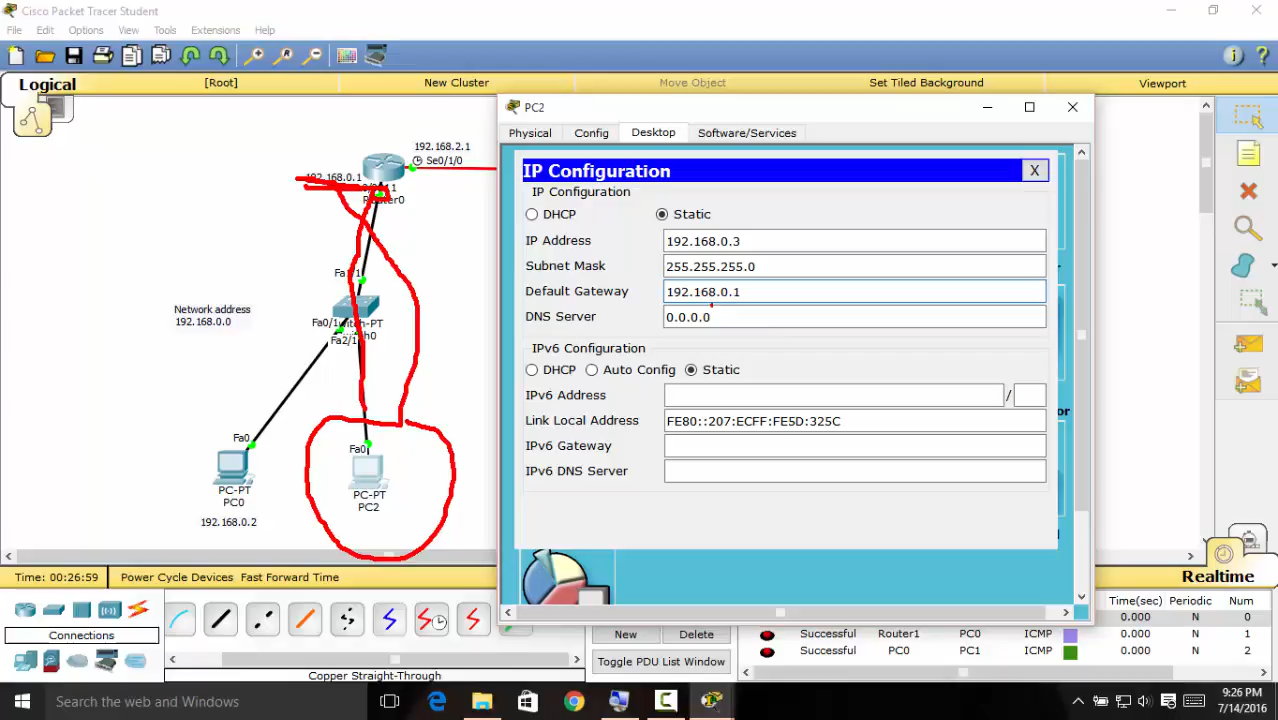 Cisco Packet Tracer Student
File Edit Options View Tools Extensions Help
Logical [Root] New Cluster Move Object Set Tiled Background Viewport
PC2
Physical Config Desktop Software/Services
IP Configuration X
IP Configuration
DHCP Static
IP Address 192.168.0.3
Subnet Mask 255.255.255.0
Default Gateway 192.168.0.1
DNS Server 0.0.0.0
IPv6 Configuration
DHCP Auto Config Static
IPv6 Address /
Link Local Address FE80::207:ECFF:FE5D:325C
IPv6 Gateway
IPv6 DNS Server
192.168.2.1
Se0/1/0
192.168.0.1
Router0
Network address
192.168.0.0
Fa0/1
Fa2/1
Fa0
PC-PT
PC0
192.168.0.2
Fa0
PC-PT
PC2
Time: 00:26:59 Power Cycle Devices Fast Forward Time Realtime
Connections
Copper Straight-Through
New Delete
Toggle PDU List Window
Time(sec) Periodic Num
0.000 N 0
Successful Router1 PC0 ICMP 0.000 N 1
Successful PC0 Router1 ICMP 0.000 N 2
Search the web and Windows
9:26 PM
7/14/2016